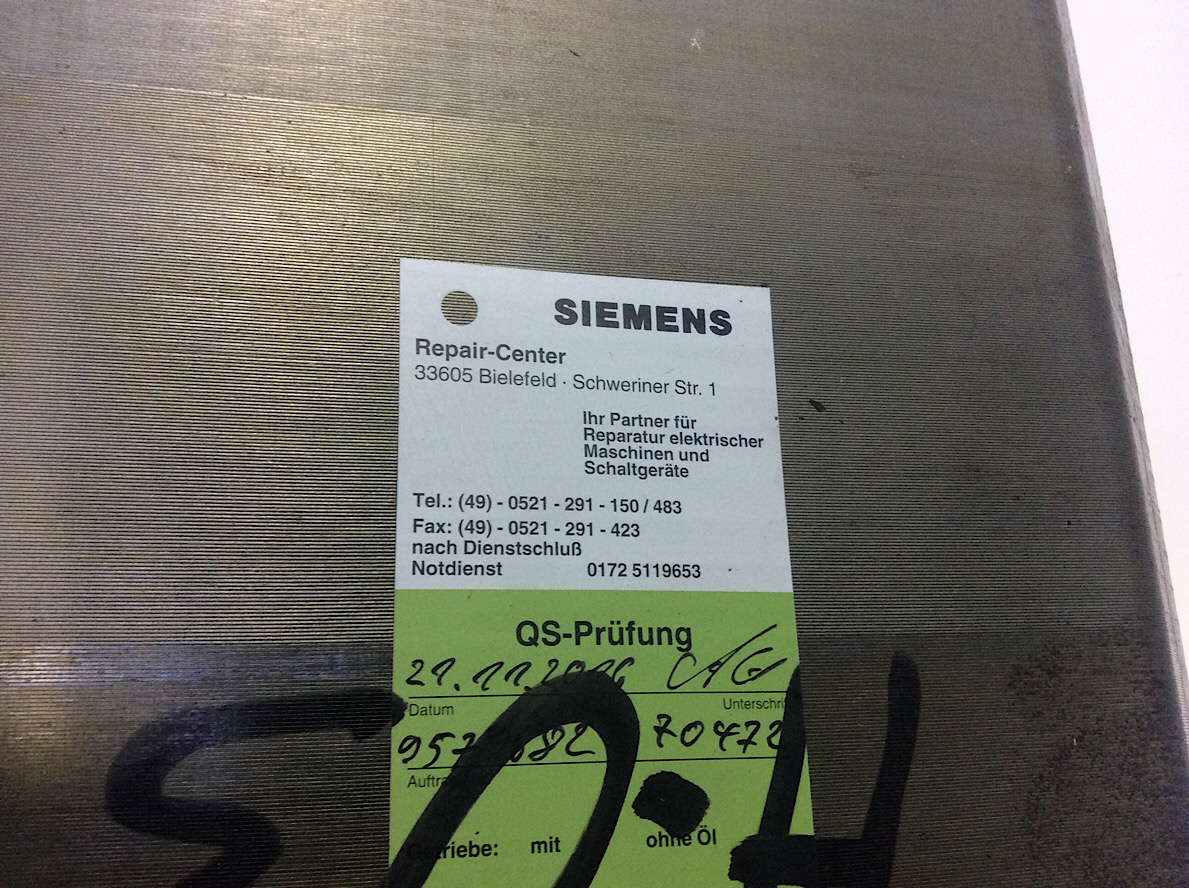 SIEMENS
Repair-Center
33605 Bielefeld · Schweriner Str. 1
Ihr Partner für
Reparatur elektrischer
Maschinen und
Schaltgeräte
Tel.: (49) - 0521 - 291 - 150 / 483
Fax: (49) - 0521 - 291 - 423
nach Dienstschluß
Notdienst 0172 5119653
QS-Prüfung
Datum Unterschri
70472
mit ohne Öl